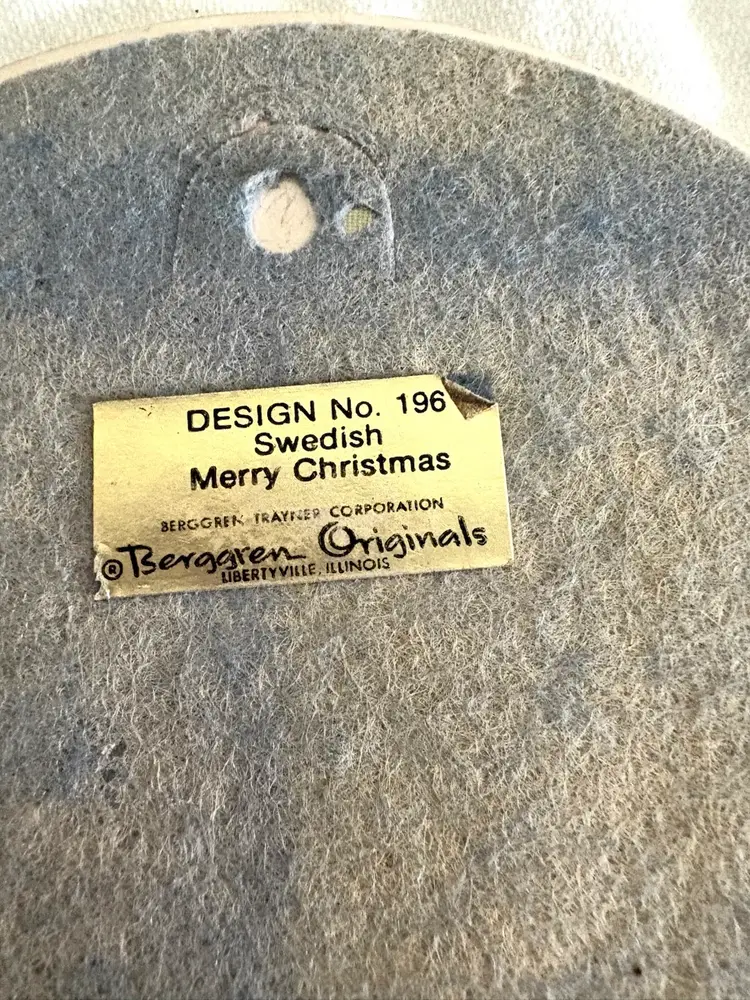 DESIGN No. 196
Swedish
Merry Christmas
BERGGREN TRAYNER CORPORATION
® Berggren Originals
LIBERTYVILLE, ILLINOIS